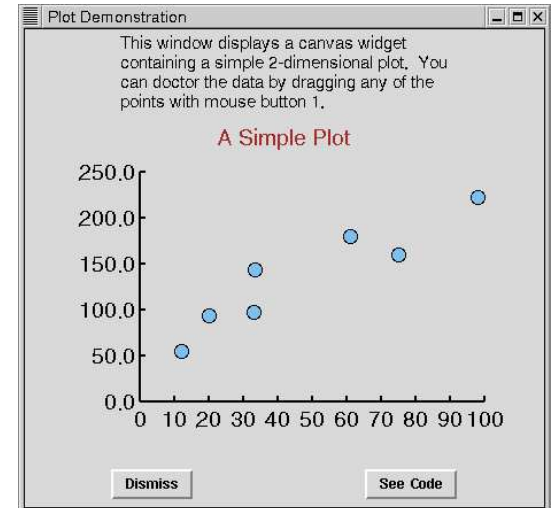 Plot Demonstration
This window displays a canvas widget
containing a simple 2-dimensional plot. You
can doctor the data by dragging any of the
points with mouse button 1.
A Simple Plot
250.0
200.0
150.0
100.0
50.0
0.0
0 10 20 30 40 50 60 70 80 90 100
Dismiss See Code